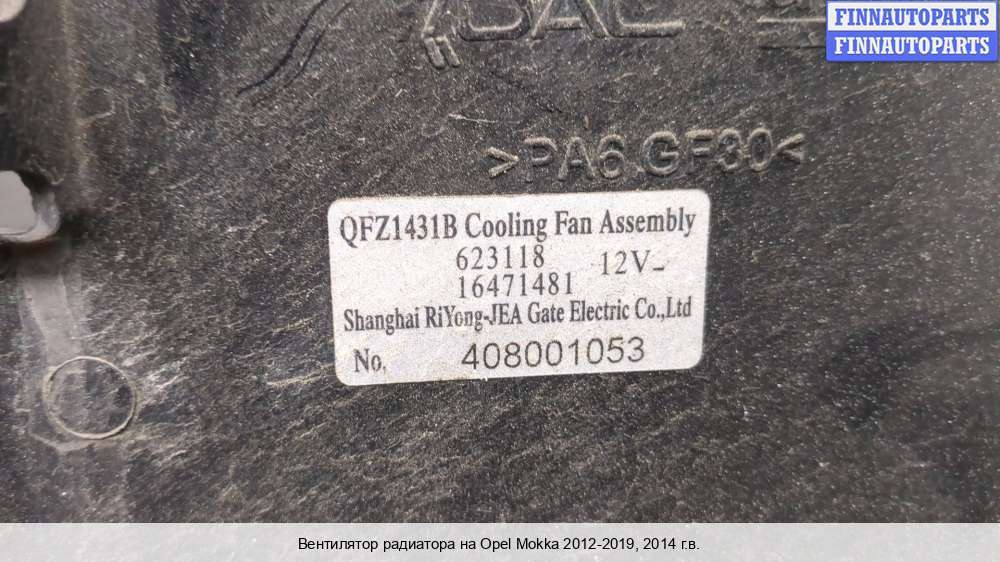 FINNAUTOPARTS
FINNAUTOPARTS
>PA6.GF30<
QFZ1431B Cooling Fan Assembly
623118 12V
16471481
Shanghai RiYong-JEA Gate Electric Co.,Ltd
No. 408001053
Вентилятор радиатора на Opel Mokka 2012-2019, 2014 г.в.